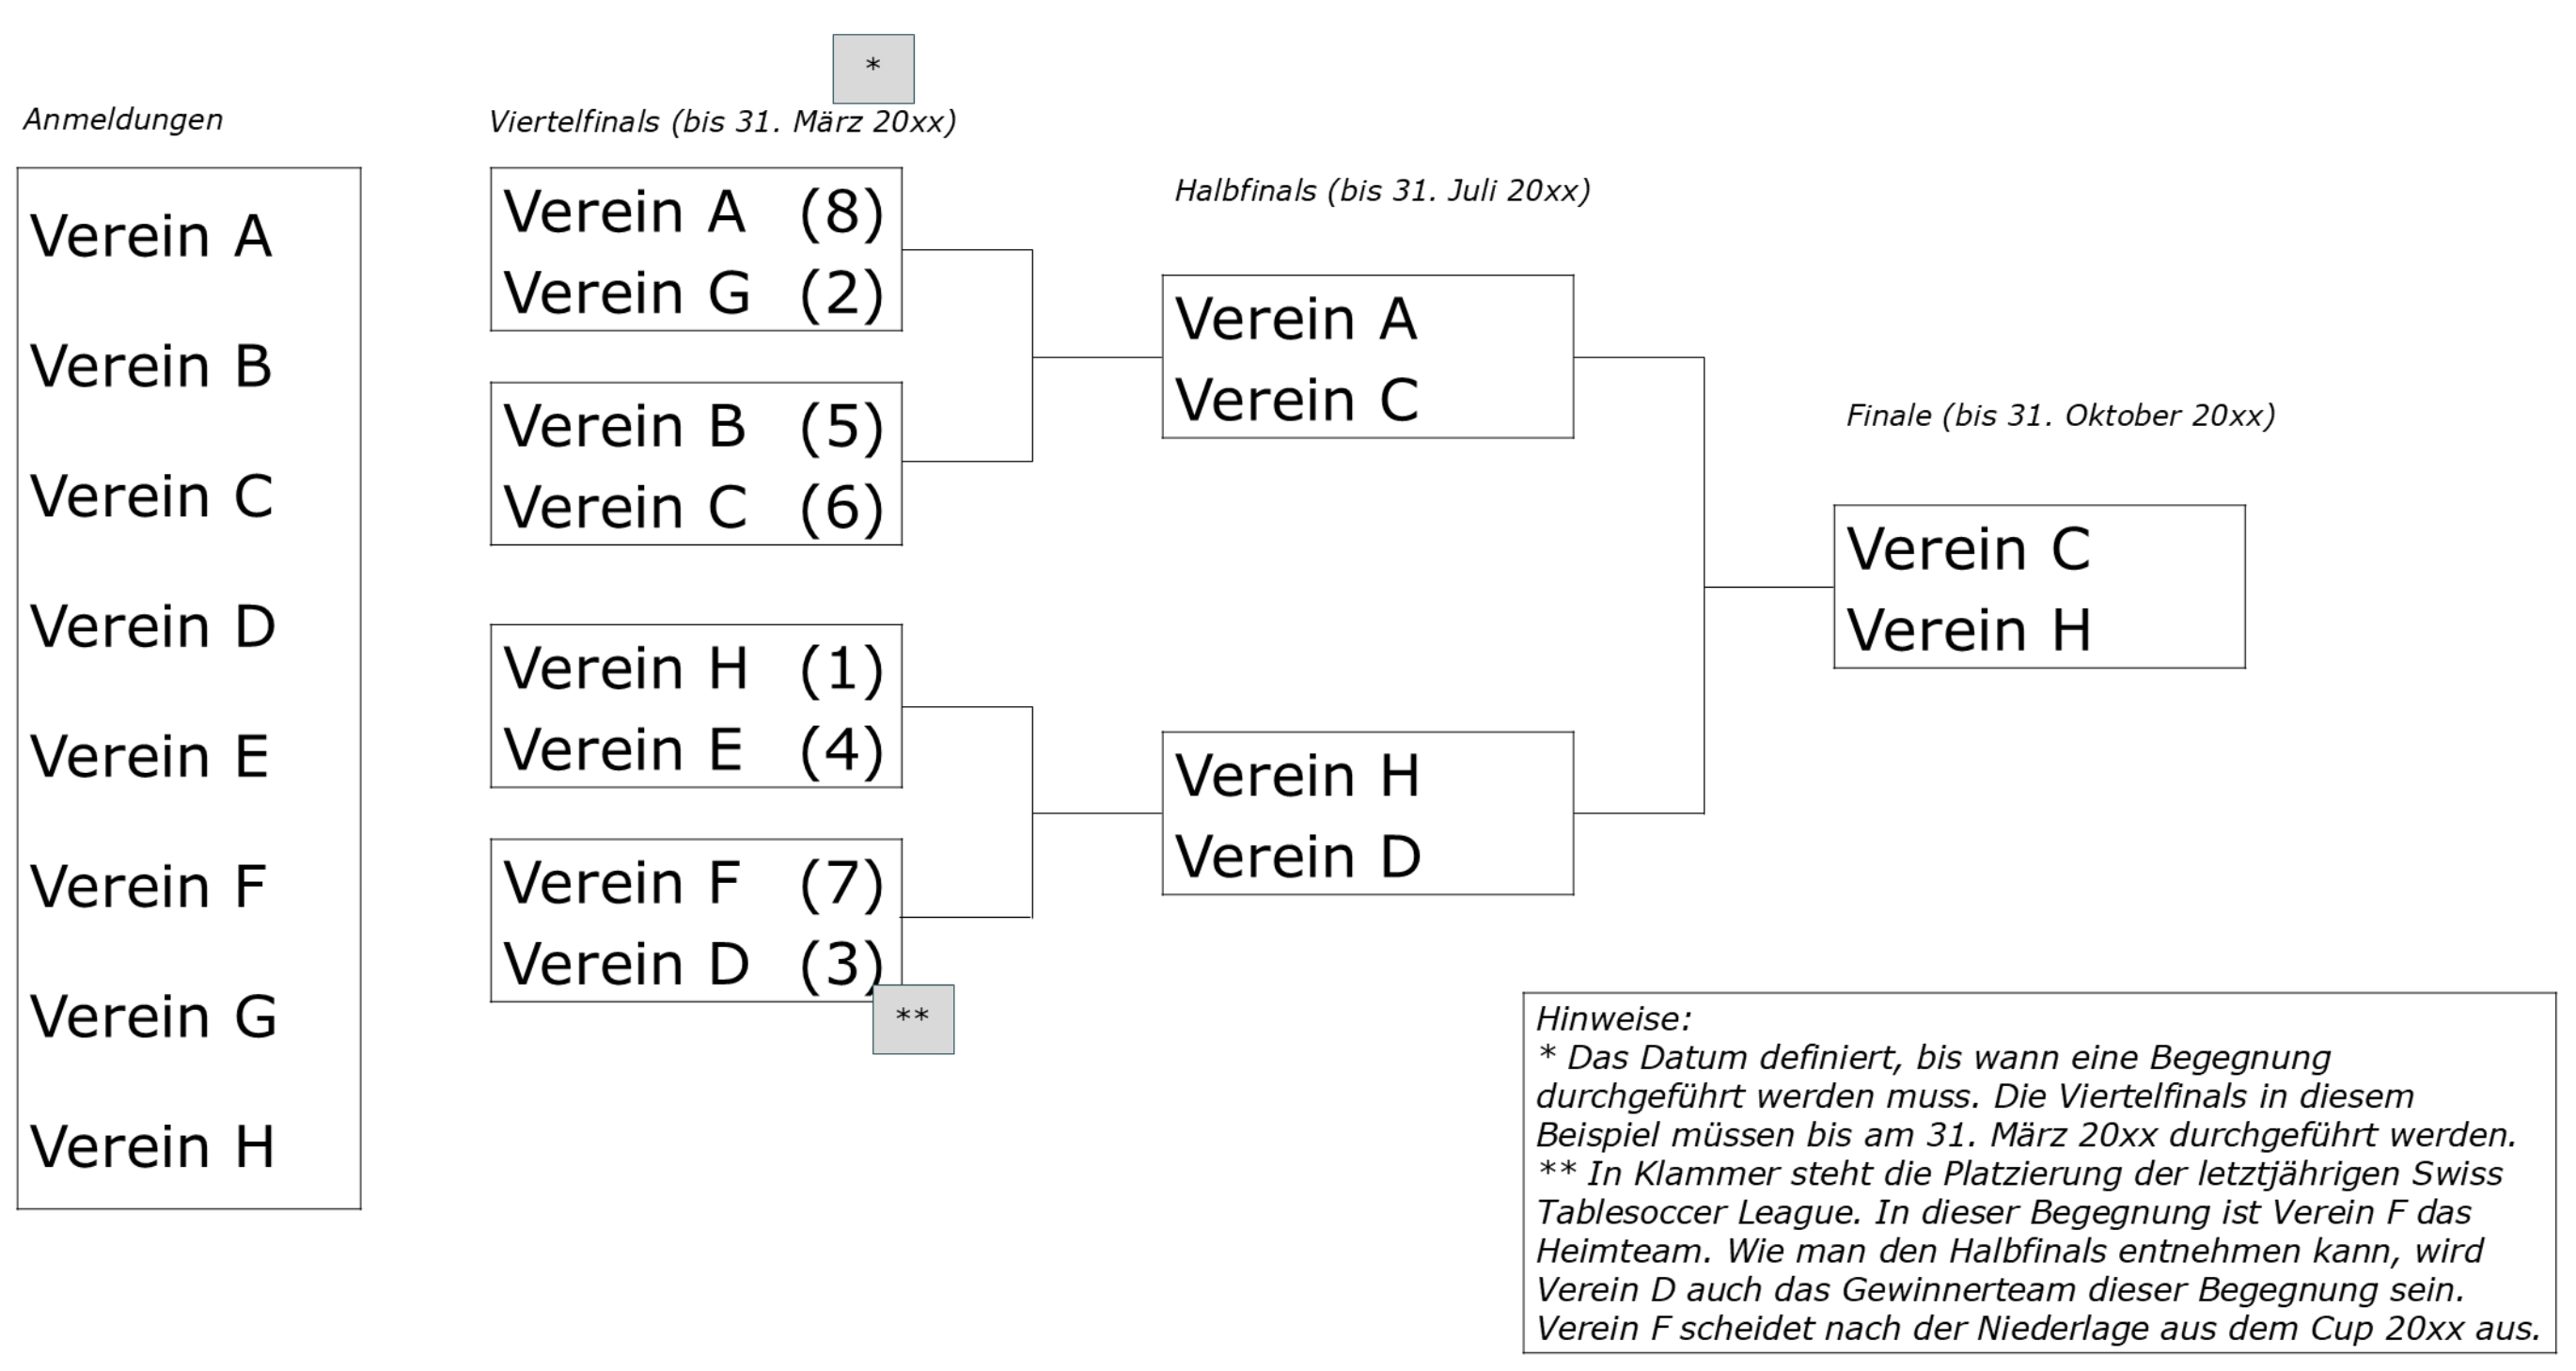 *
Anmeldungen
Viertelfinals (bis 31. März 20xx)
Halbfinals (bis 31. Juli 20xx)
Finale (bis 31. Oktober 20xx)
Verein A
Verein B
Verein C
Verein D
Verein E
Verein F
Verein G
Verein H
Verein A (8)
Verein G (2)
Verein B (5)
Verein C (6)
Verein H (1)
Verein E (4)
Verein F (7)
Verein D (3)
**
Verein A
Verein C
Verein H
Verein D
Verein C
Verein H
Hinweise:
* Das Datum definiert, bis wann eine Begegnung
durchgeführt werden muss. Die Viertelfinals in diesem
Beispiel müssen bis am 31. März 20xx durchgeführt werden.
** In Klammer steht die Platzierung der letztjährigen Swiss
Tablesoccer League. In dieser Begegnung ist Verein F das
Heimteam. Wie man den Halbfinals entnehmen kann, wird
Verein D auch das Gewinnerteam dieser Begegnung sein.
Verein F scheidet nach der Niederlage aus dem Cup 20xx aus.